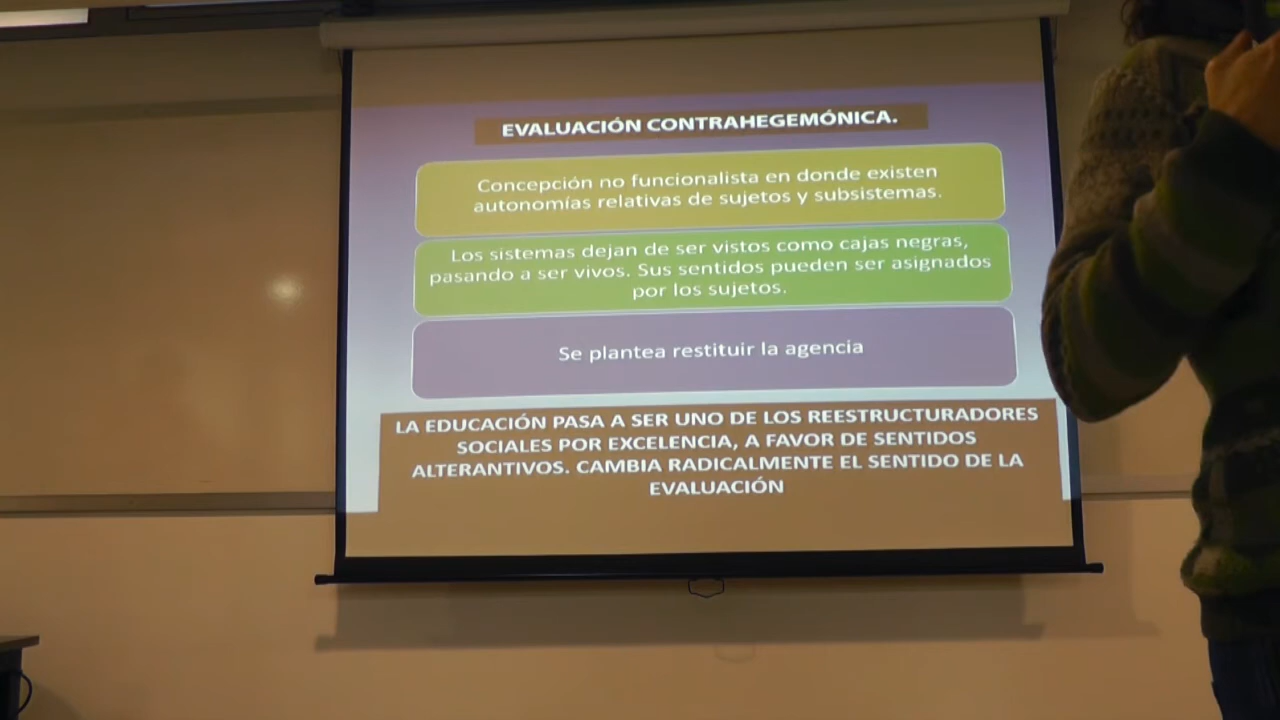 EVALUACIÓN CONTRAHEGEMÓNICA.
Concepción no funcionalista en donde existen
autonomías relativas de sujetos y subsistemas.
Los sistemas dejan de ser vistos como cajas negras,
pasando a ser vivos. Sus sentidos pueden ser asignados
por los sujetos.
Se plantea restituir la agencia
LA EDUCACIÓN PASA A SER UNO DE LOS REESTRUCTURADORES
SOCIALES POR EXCELENCIA, A FAVOR DE SENTIDOS
ALTERANTIVOS. CAMBIA RADICALMENTE EL SENTIDO DE LA
EVALUACIÓN